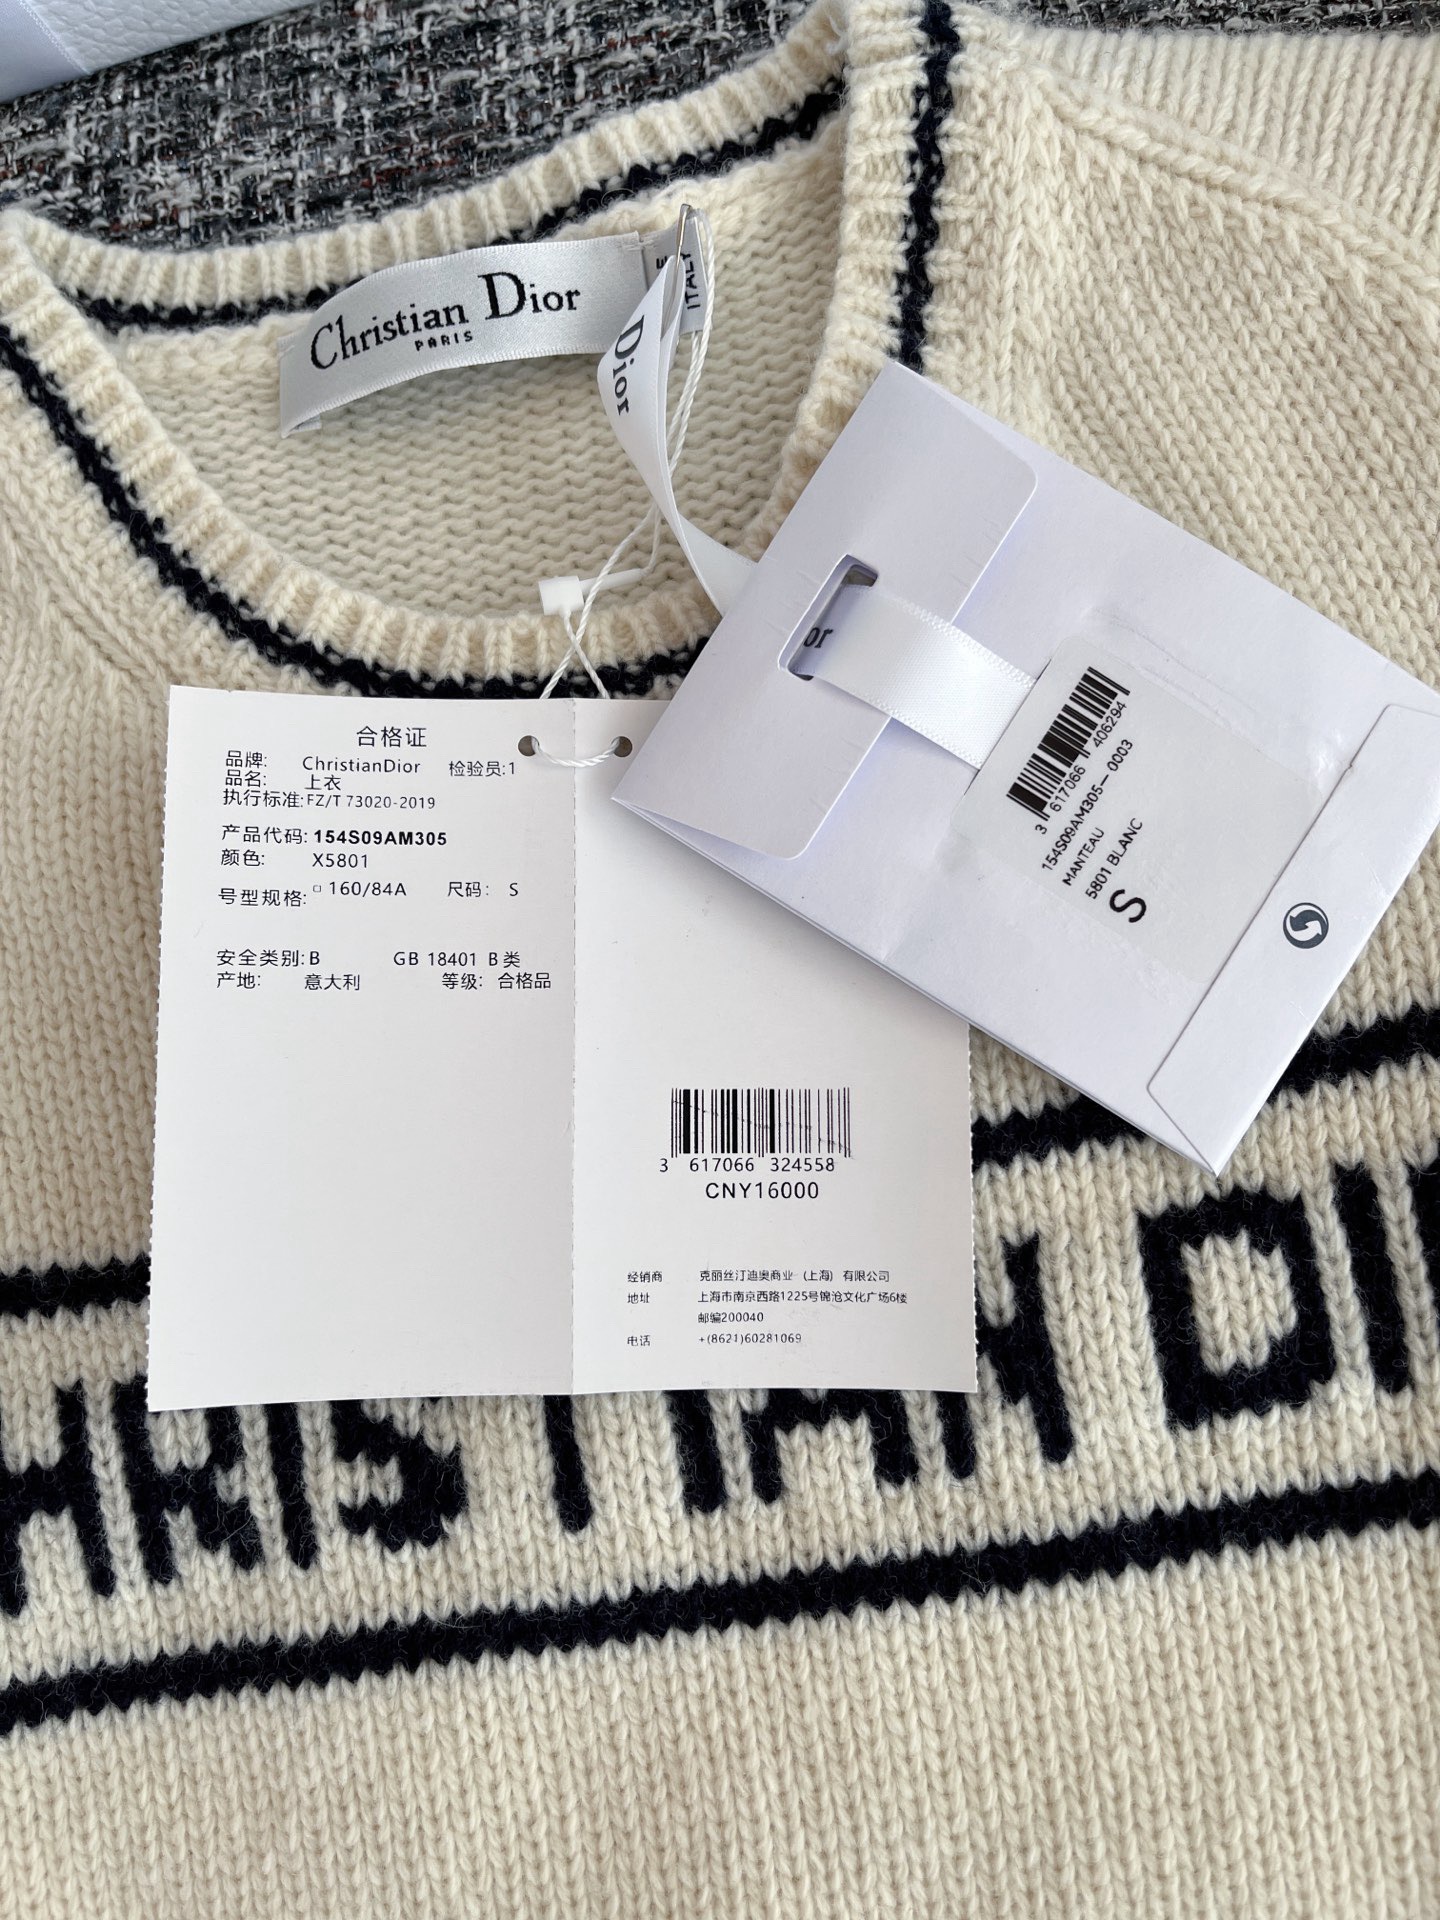 Christian Dior
PARIS
ITALY
Dior
or
合格证
品牌: ChristianDior 检验员:1
品名: 上衣
执行标准:FZ/T 73020-2019
产品代码: 154S09AM305
颜色: X5801
号型规格: 160/84A 尺码: S
安全类别: B GB 18401 B 类
产地: 意大利 等级: 合格品
3 617066 324558
CNY16000
经销商 克丽丝汀迪奥商业 (上海) 有限公司
地址 上海市南京西路1225号锦沧文化广场6楼
邮编200040
电话 +(8621)60281069
3 617066 406294
154S09AM305-0003
MANTEAU
5801 BLANC
S
HRISTIAN DI